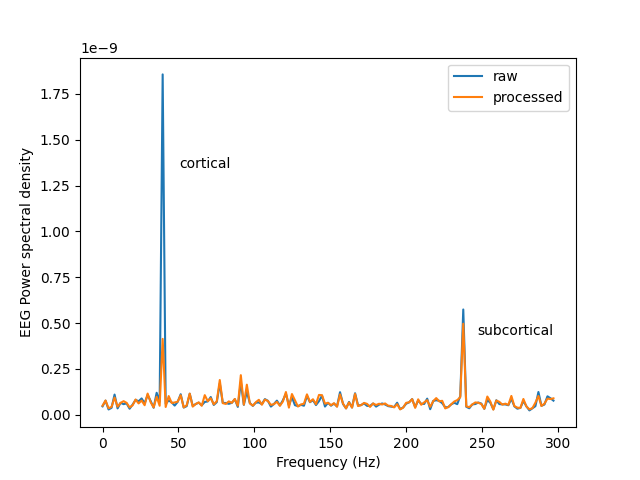 1e−9
raw
processed
1.75
1.50
1.25
1.00
0.75
0.50
0.25
0.00
EEG Power spectral density
cortical
subcortical
0
50
100
150
200
250
300
Frequency (Hz)